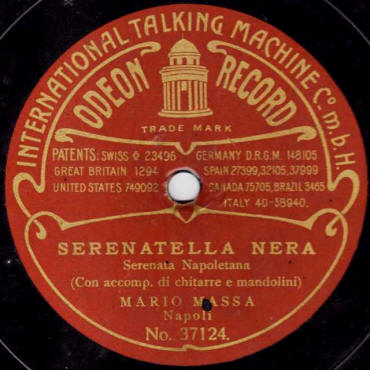 INTERNATIONAL TALKING MACHINE Co. m. b. H.
ODEON RECORD
TRADE MARK
PATENTS: SWISS 23496 GERMANY D.R.G.M. 148105
GREAT BRITAIN 1294 SPAIN 27399, 32105, 37999
UNITED STATES 749092 CANADA 75705, BRAZIL 3465
ITALY 40-58940.
SERENATELLA NERA
Serenata Napoletana
(Con accomp. di chitarre e mandolini)
MARIO MASSA
Napoli
No. 37124.